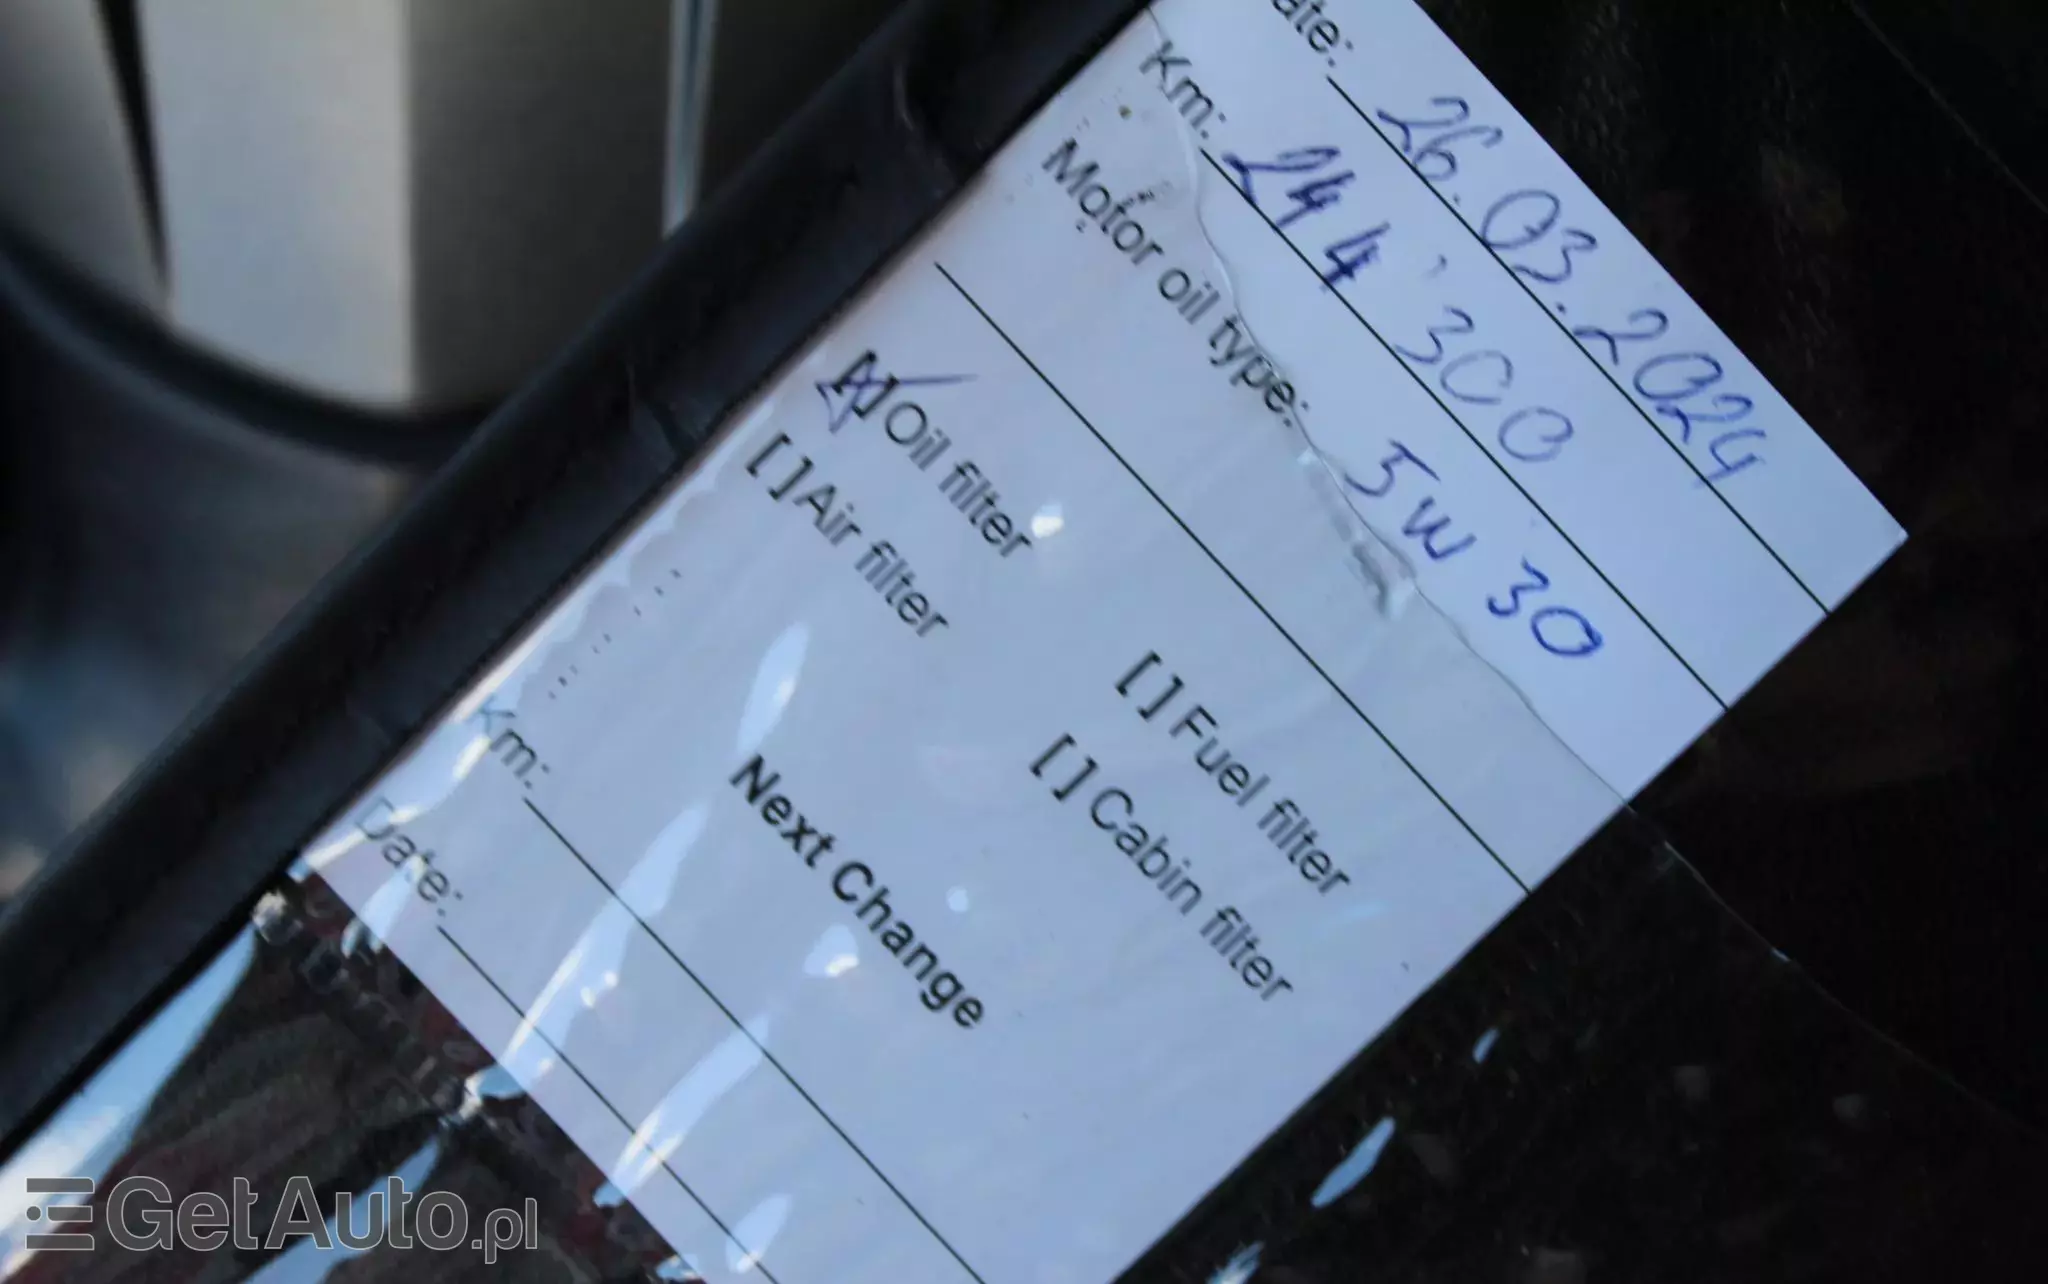 ate: 26.03.2024
Km: 244'300
Motor oil type: 5W30
[X] Oil filter [ ] Fuel filter
[ ] Air filter [ ] Cabin filter
Next Change
Km:
Date:
GetAuto.pl